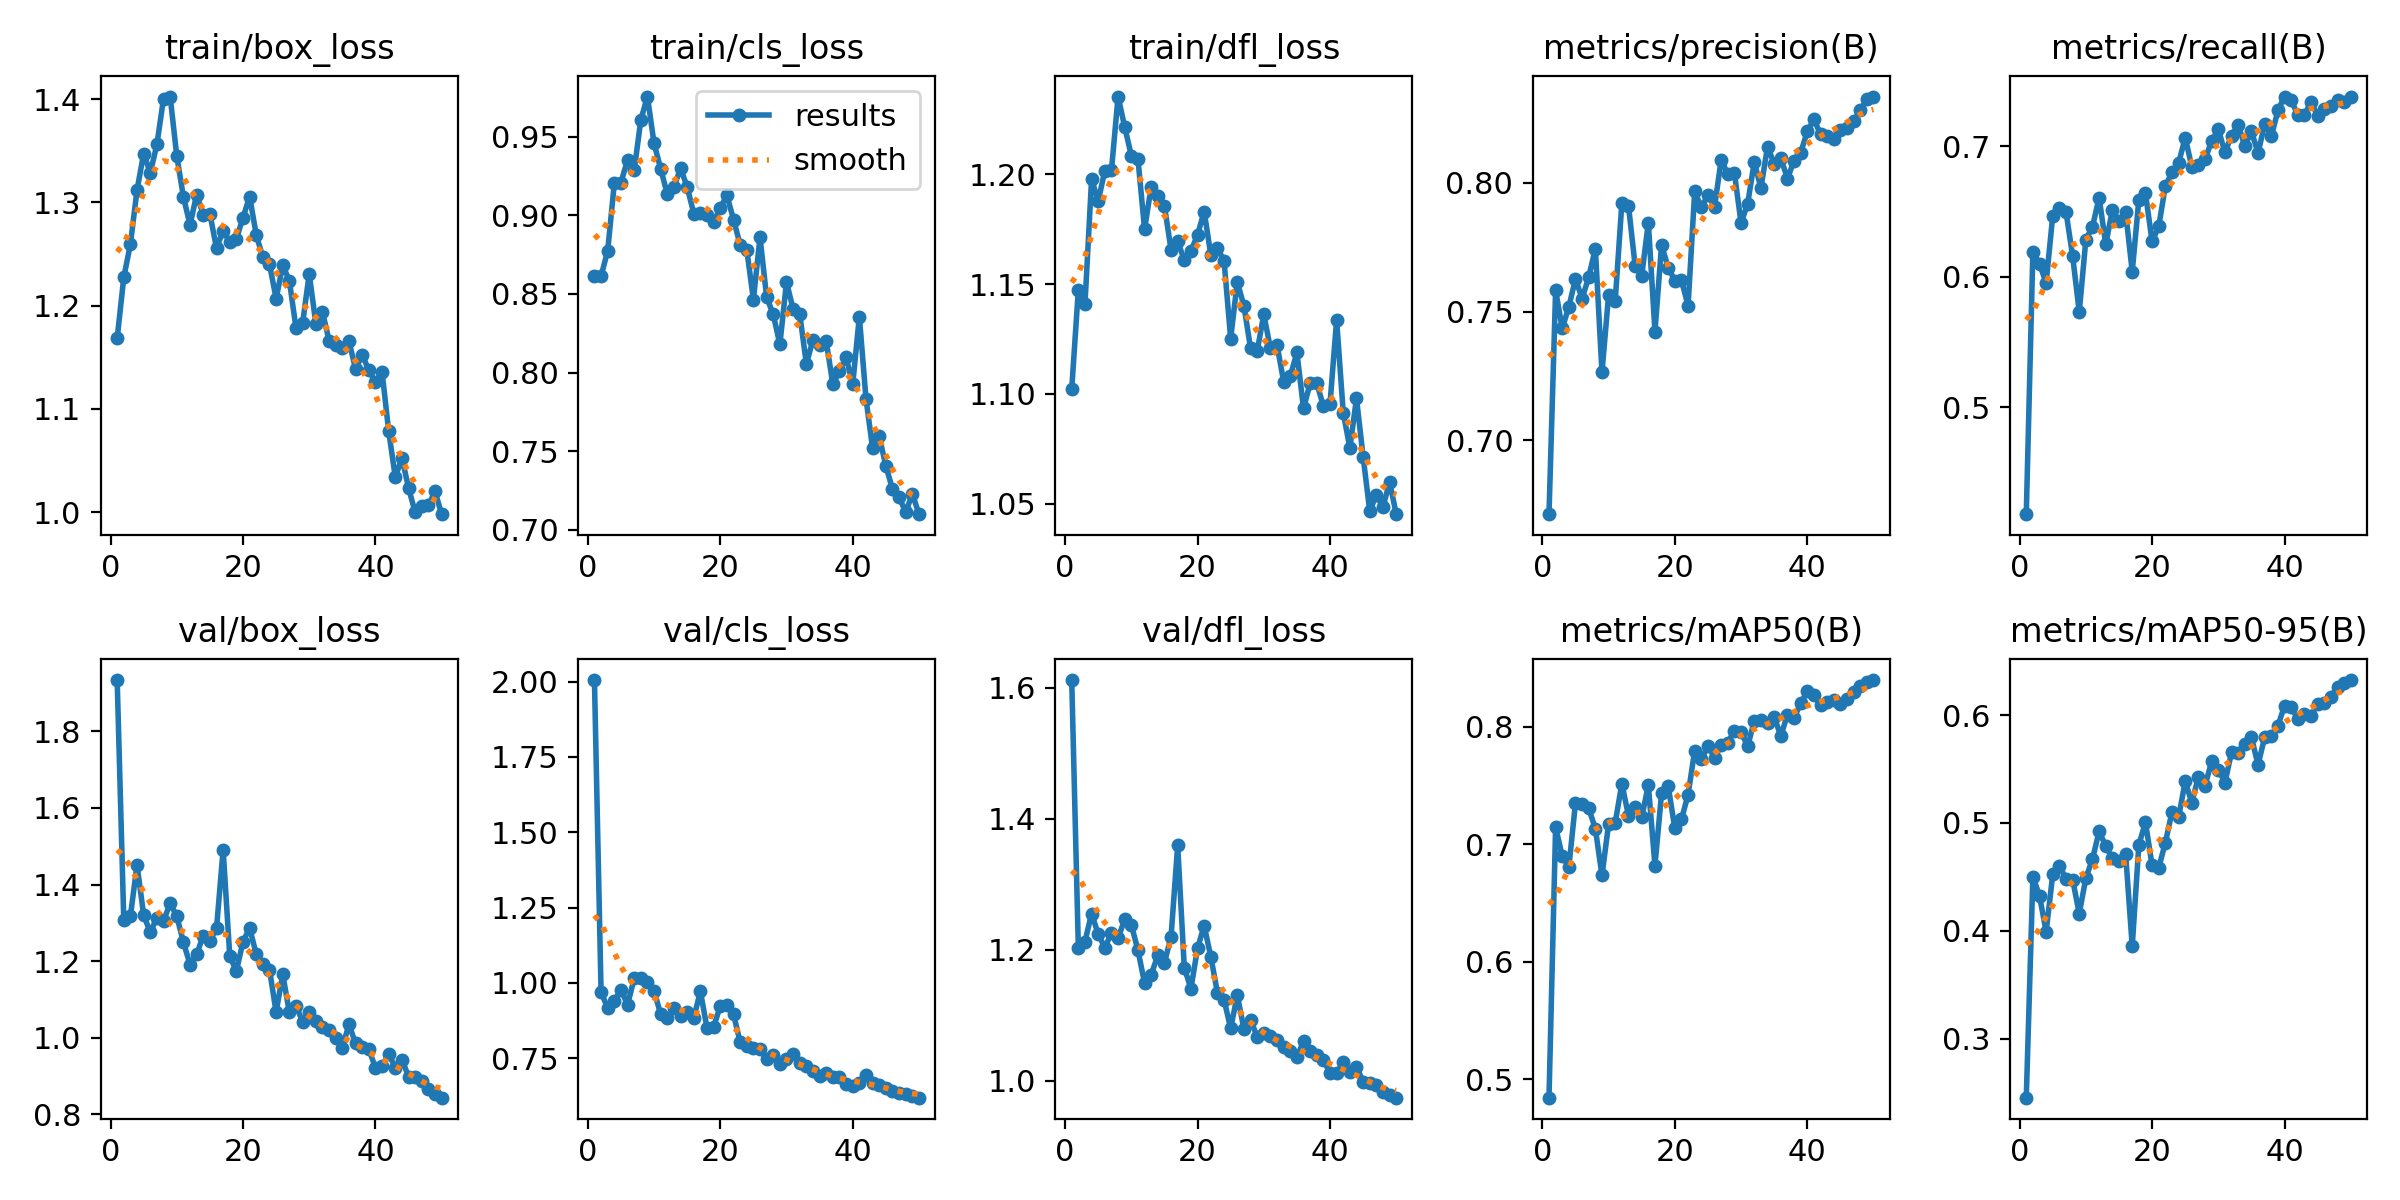 train/box_loss
train/cls_loss
train/dfl_loss
metrics/precision(B)
metrics/recall(B)
1.4
1.3
1.2
1.1
1.0
0 20 40
results
smooth
0.95
0.90
0.85
0.80
0.75
0.70
0 20 40
1.20
1.15
1.10
1.05
0 20 40
0.80
0.75
0.70
0 20 40
0.7
0.6
0.5
0 20 40
val/box_loss
val/cls_loss
val/dfl_loss
metrics/mAP50(B)
metrics/mAP50-95(B)
1.8
1.6
1.4
1.2
1.0
0.8
0 20 40
2.00
1.75
1.50
1.25
1.00
0.75
0 20 40
1.6
1.4
1.2
1.0
0 20 40
0.8
0.7
0.6
0.5
0 20 40
0.6
0.5
0.4
0.3
0 20 40